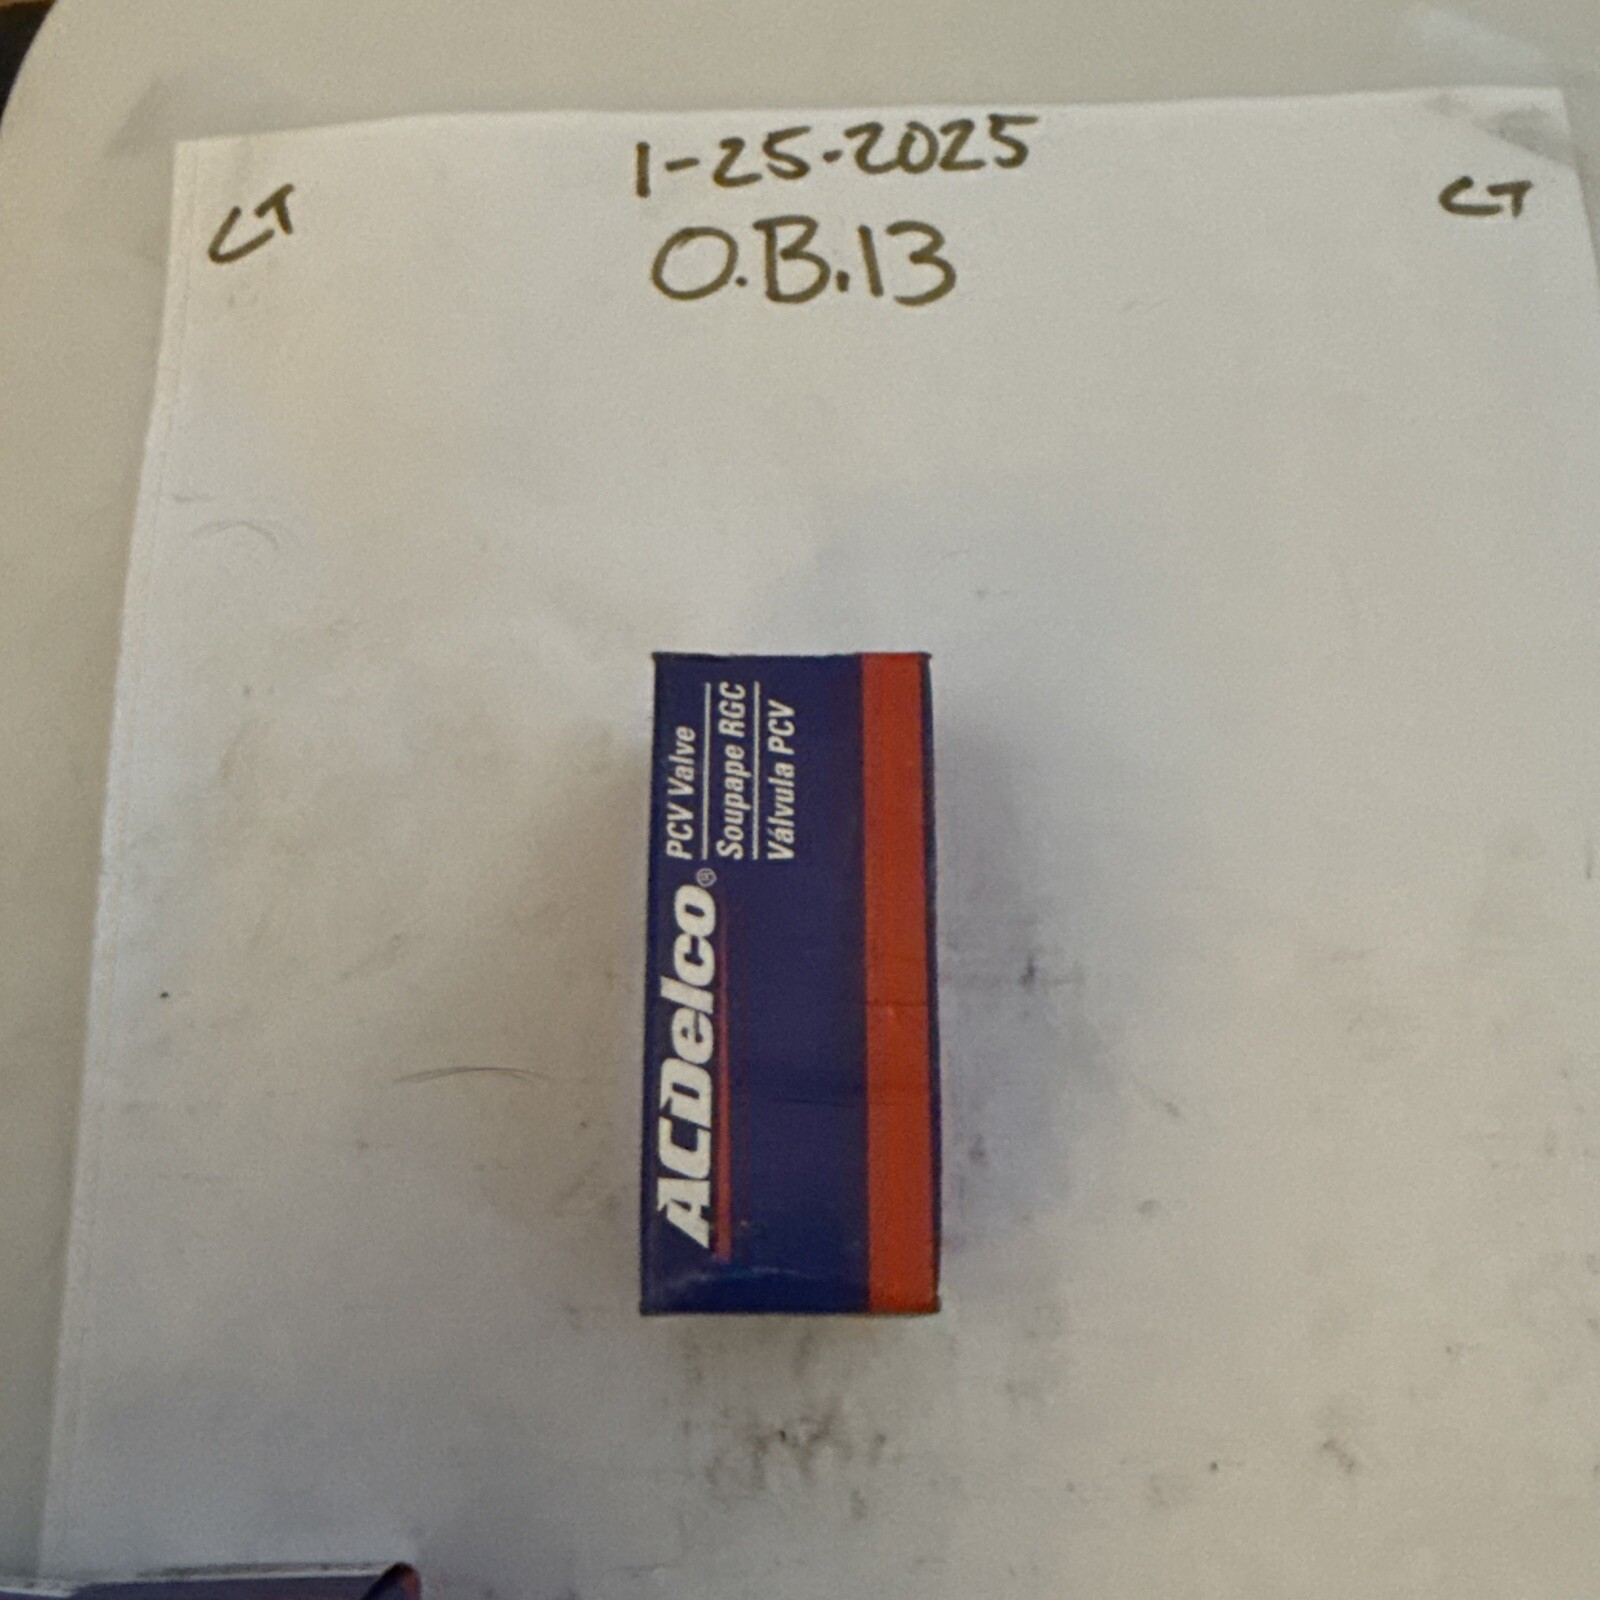 1-25-2025
CT
CT
O.B.13
ACDelco®
PCV Valve
Soupape RGC
Válvula PCV